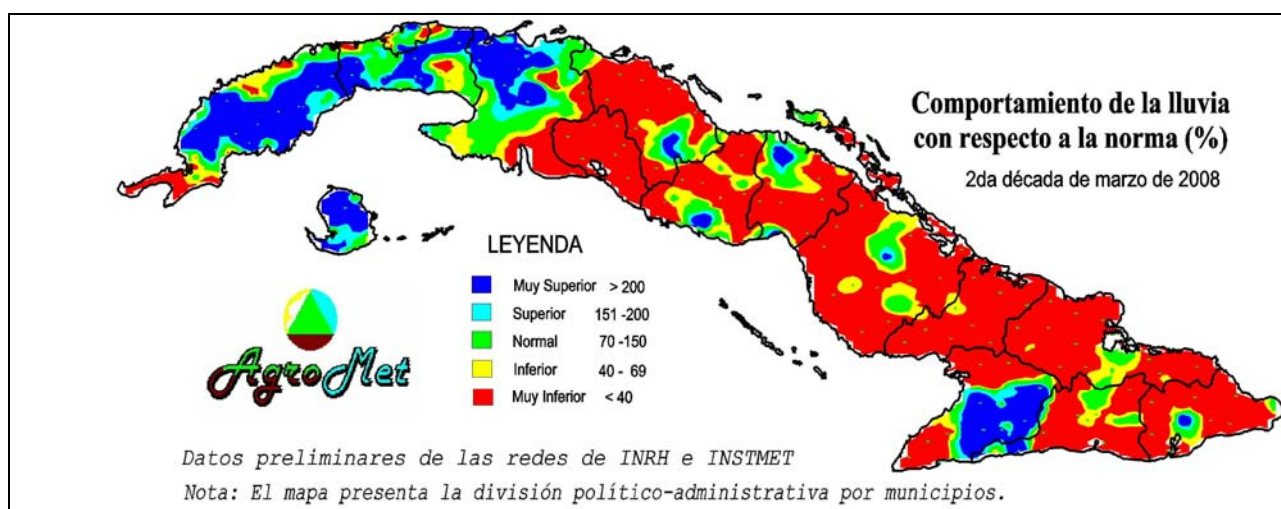 Comportamiento de la lluvia
con respecto a la norma (%)
2da década de marzo de 2008
LEYENDA
Muy Superior > 200
Superior 151 -200
Normal 70 -150
Inferior 40 - 69
Muy Inferior < 40
AgroMet
Datos preliminares de las redes de INRH e INSTMET
Nota: El mapa presenta la división político-administrativa por municipios.